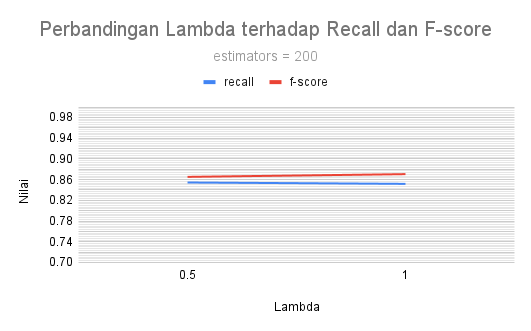 Perbandingan Lambda terhadap Recall dan F-score
estimators = 200
recall f-score
0.98
0.94
0.90
0.86
0.82
0.78
0.74
0.70
Nilai
0.5 1
Lambda